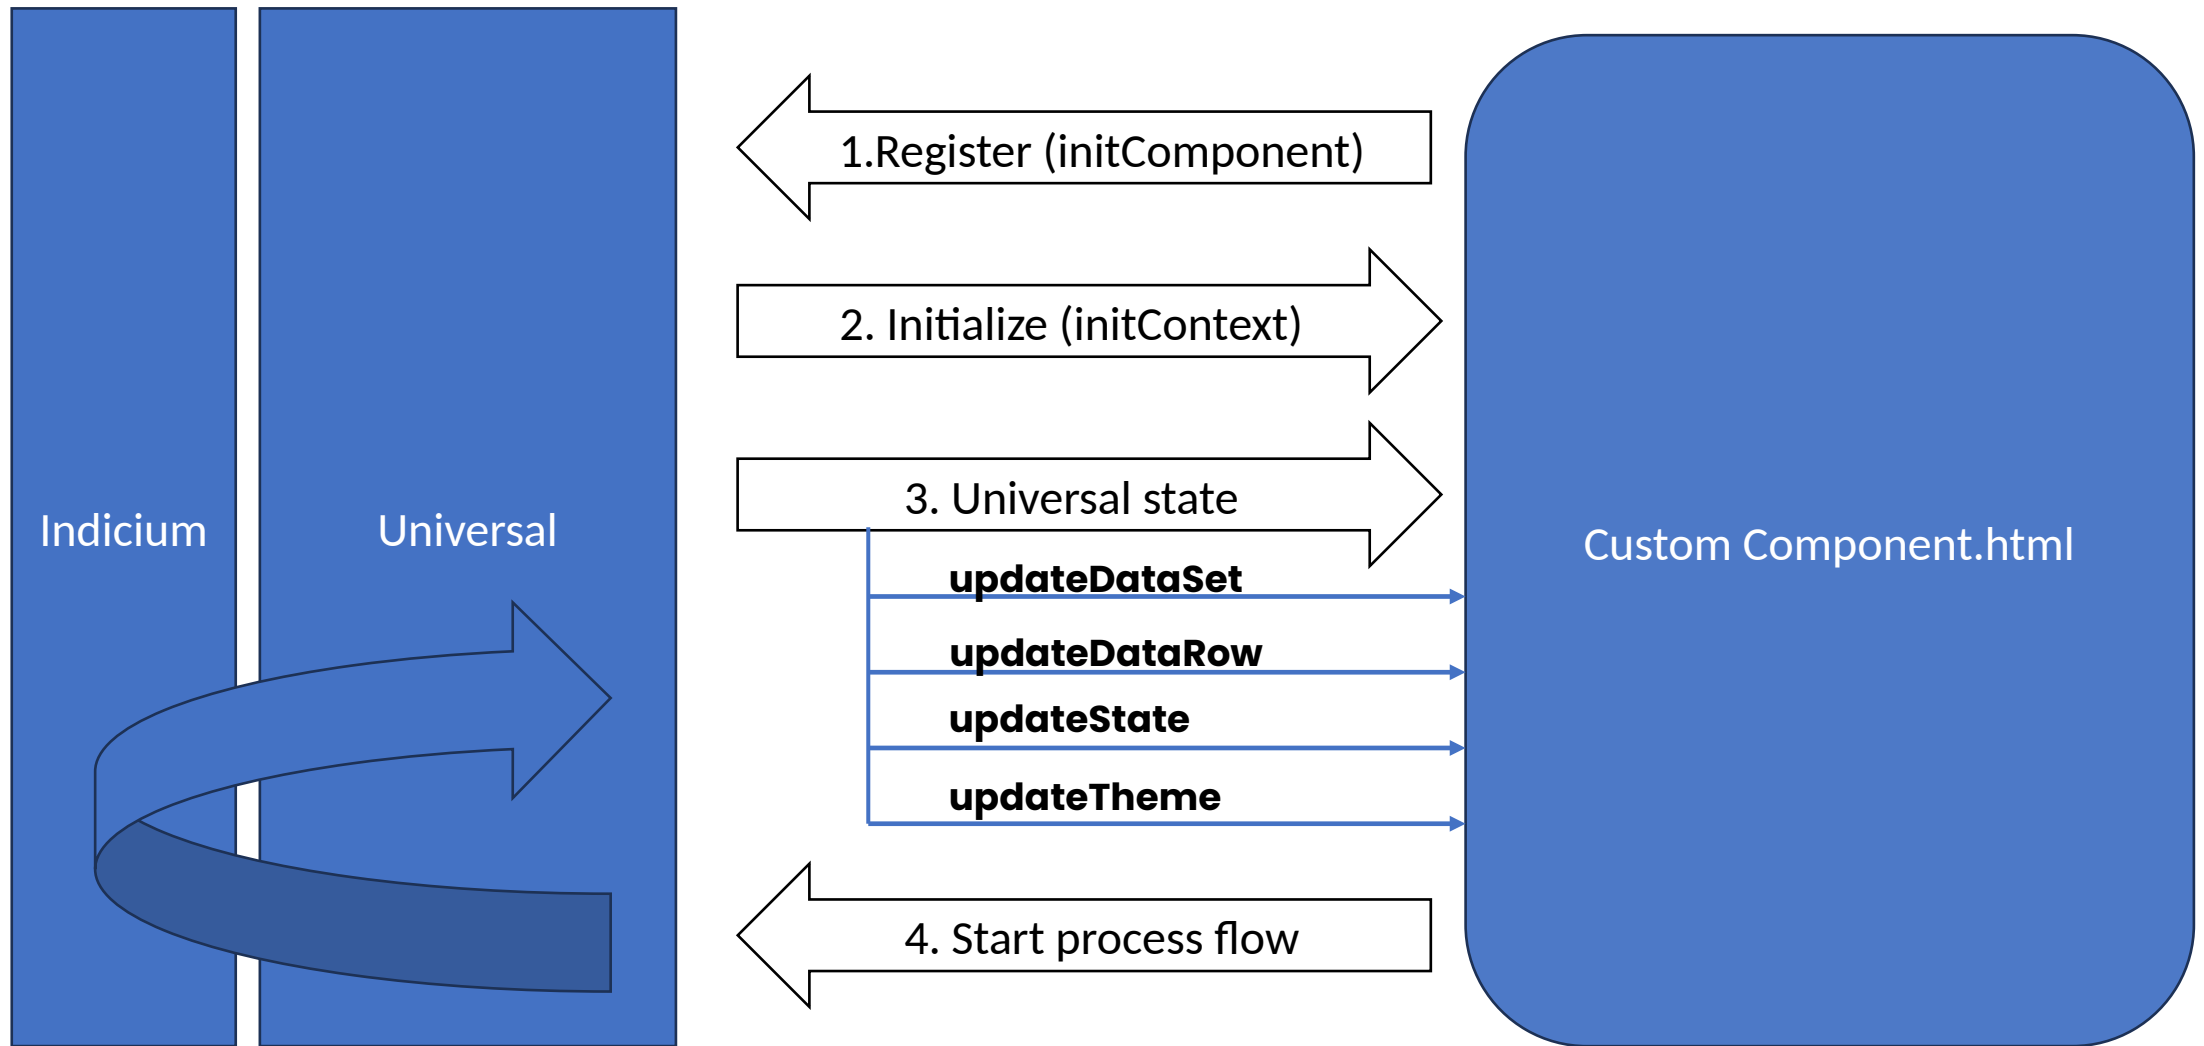 1.Register (initComponent)
2. Initialize (initContext)
3. Universal state
Indicium
Universal
Custom Component.html
updateDataSet
updateDataRow
updateState
updateTheme
4. Start process flow